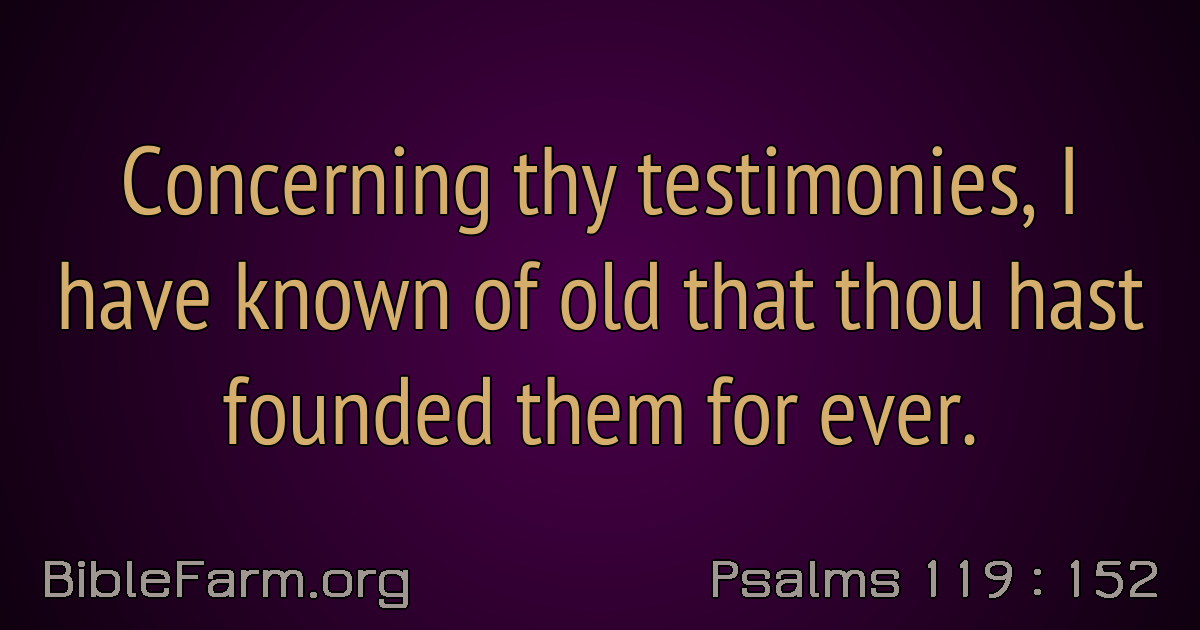 Concerning thy testimonies, I
have known of old that thou hast
founded them for ever.
BibleFarm.org
Psalms 119 : 152